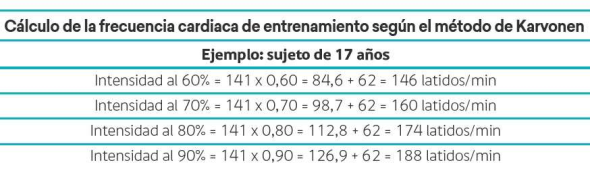 Cálculo de la frecuencia cardiaca de entrenamiento según el método de Karvonen
Ejemplo: sujeto de 17 años
Intensidad al 60% = 141 x 0,60 = 84,6 + 62 = 146 latidos/min
Intensidad al 70% = 141 x 0,70 = 98,7 + 62 = 160 latidos/min
Intensidad al 80% = 141 x 0,80 = 112,8 + 62 = 174 latidos/min
Intensidad al 90% = 141 x 0,90 = 126,9 + 62 = 188 latidos/min